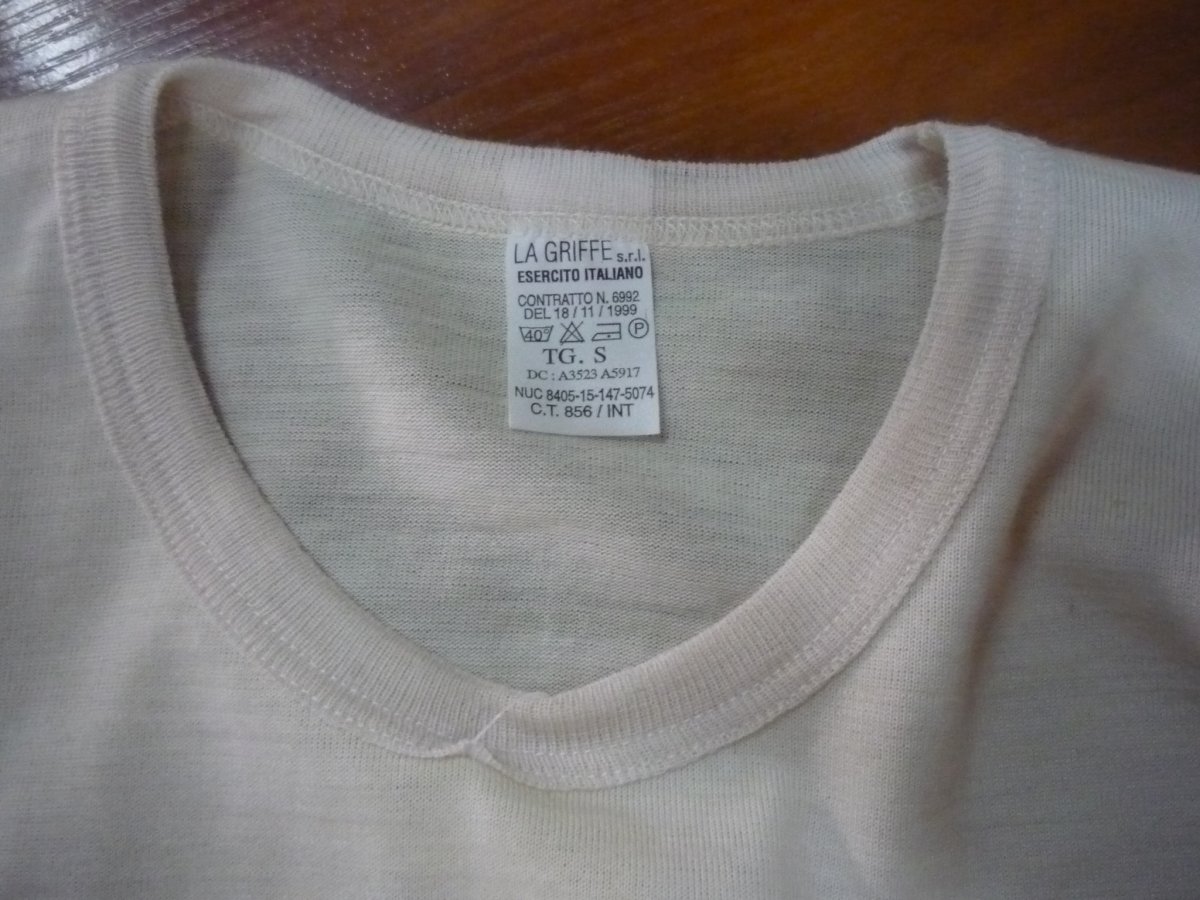 LA GRIFFE s.r.l.
ESERCITO ITALIANO
CONTRATTO N. 6992
DEL 18 / 11 / 1999
40° P
TG. S
DC : A3523 A5917
NUC 8405-15-147-5074
C.T. 856 / INT